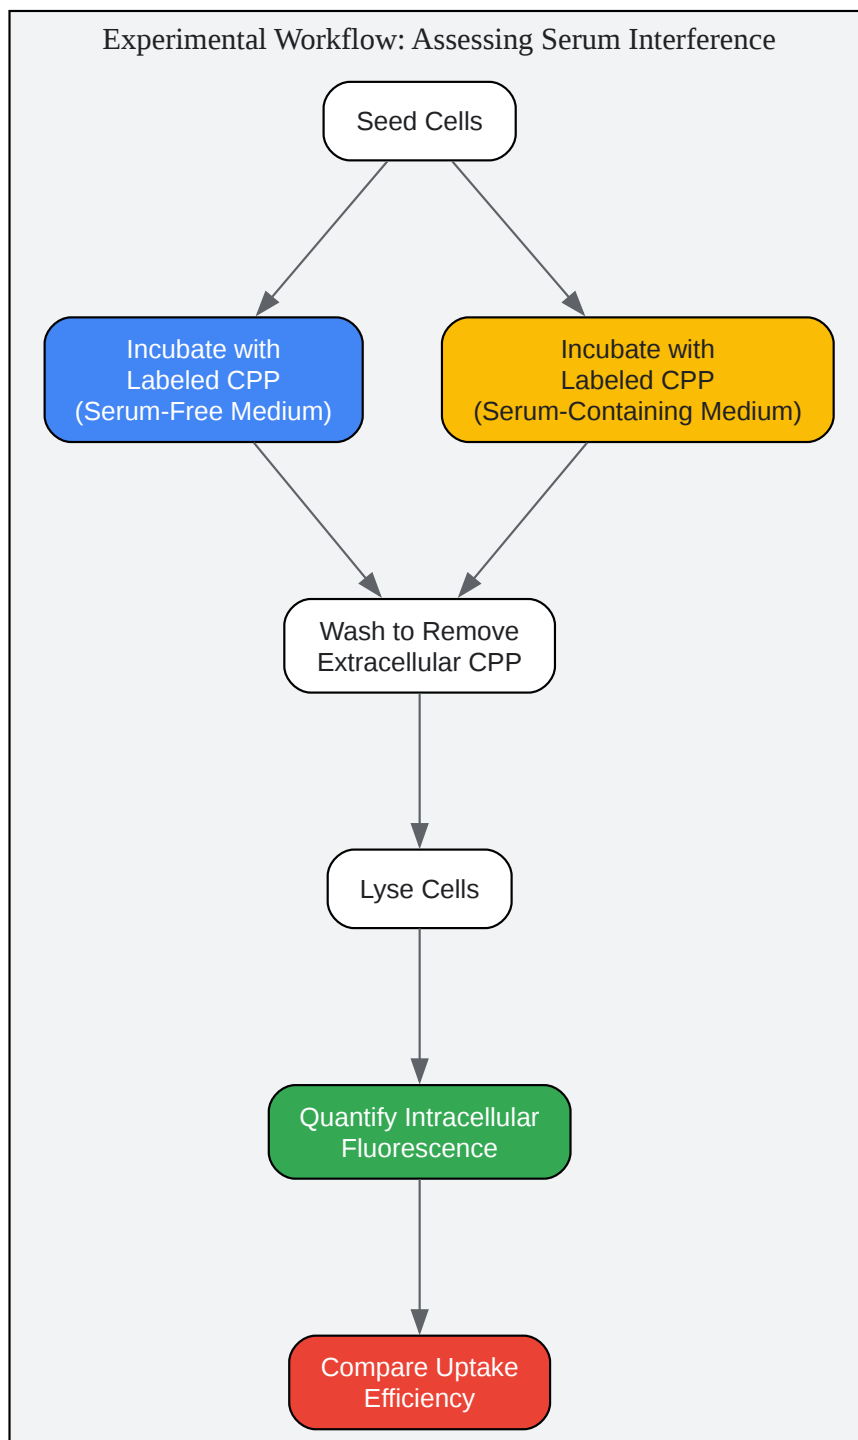 Experimental Workflow: Assessing Serum Interference
Seed Cells
Incubate with
Labeled CPP
(Serum-Free Medium)
Incubate with
Labeled CPP
(Serum-Containing Medium)
Wash to Remove
Extracellular CPP
Lyse Cells
Quantify Intracellular
Fluorescence
Compare Uptake
Efficiency